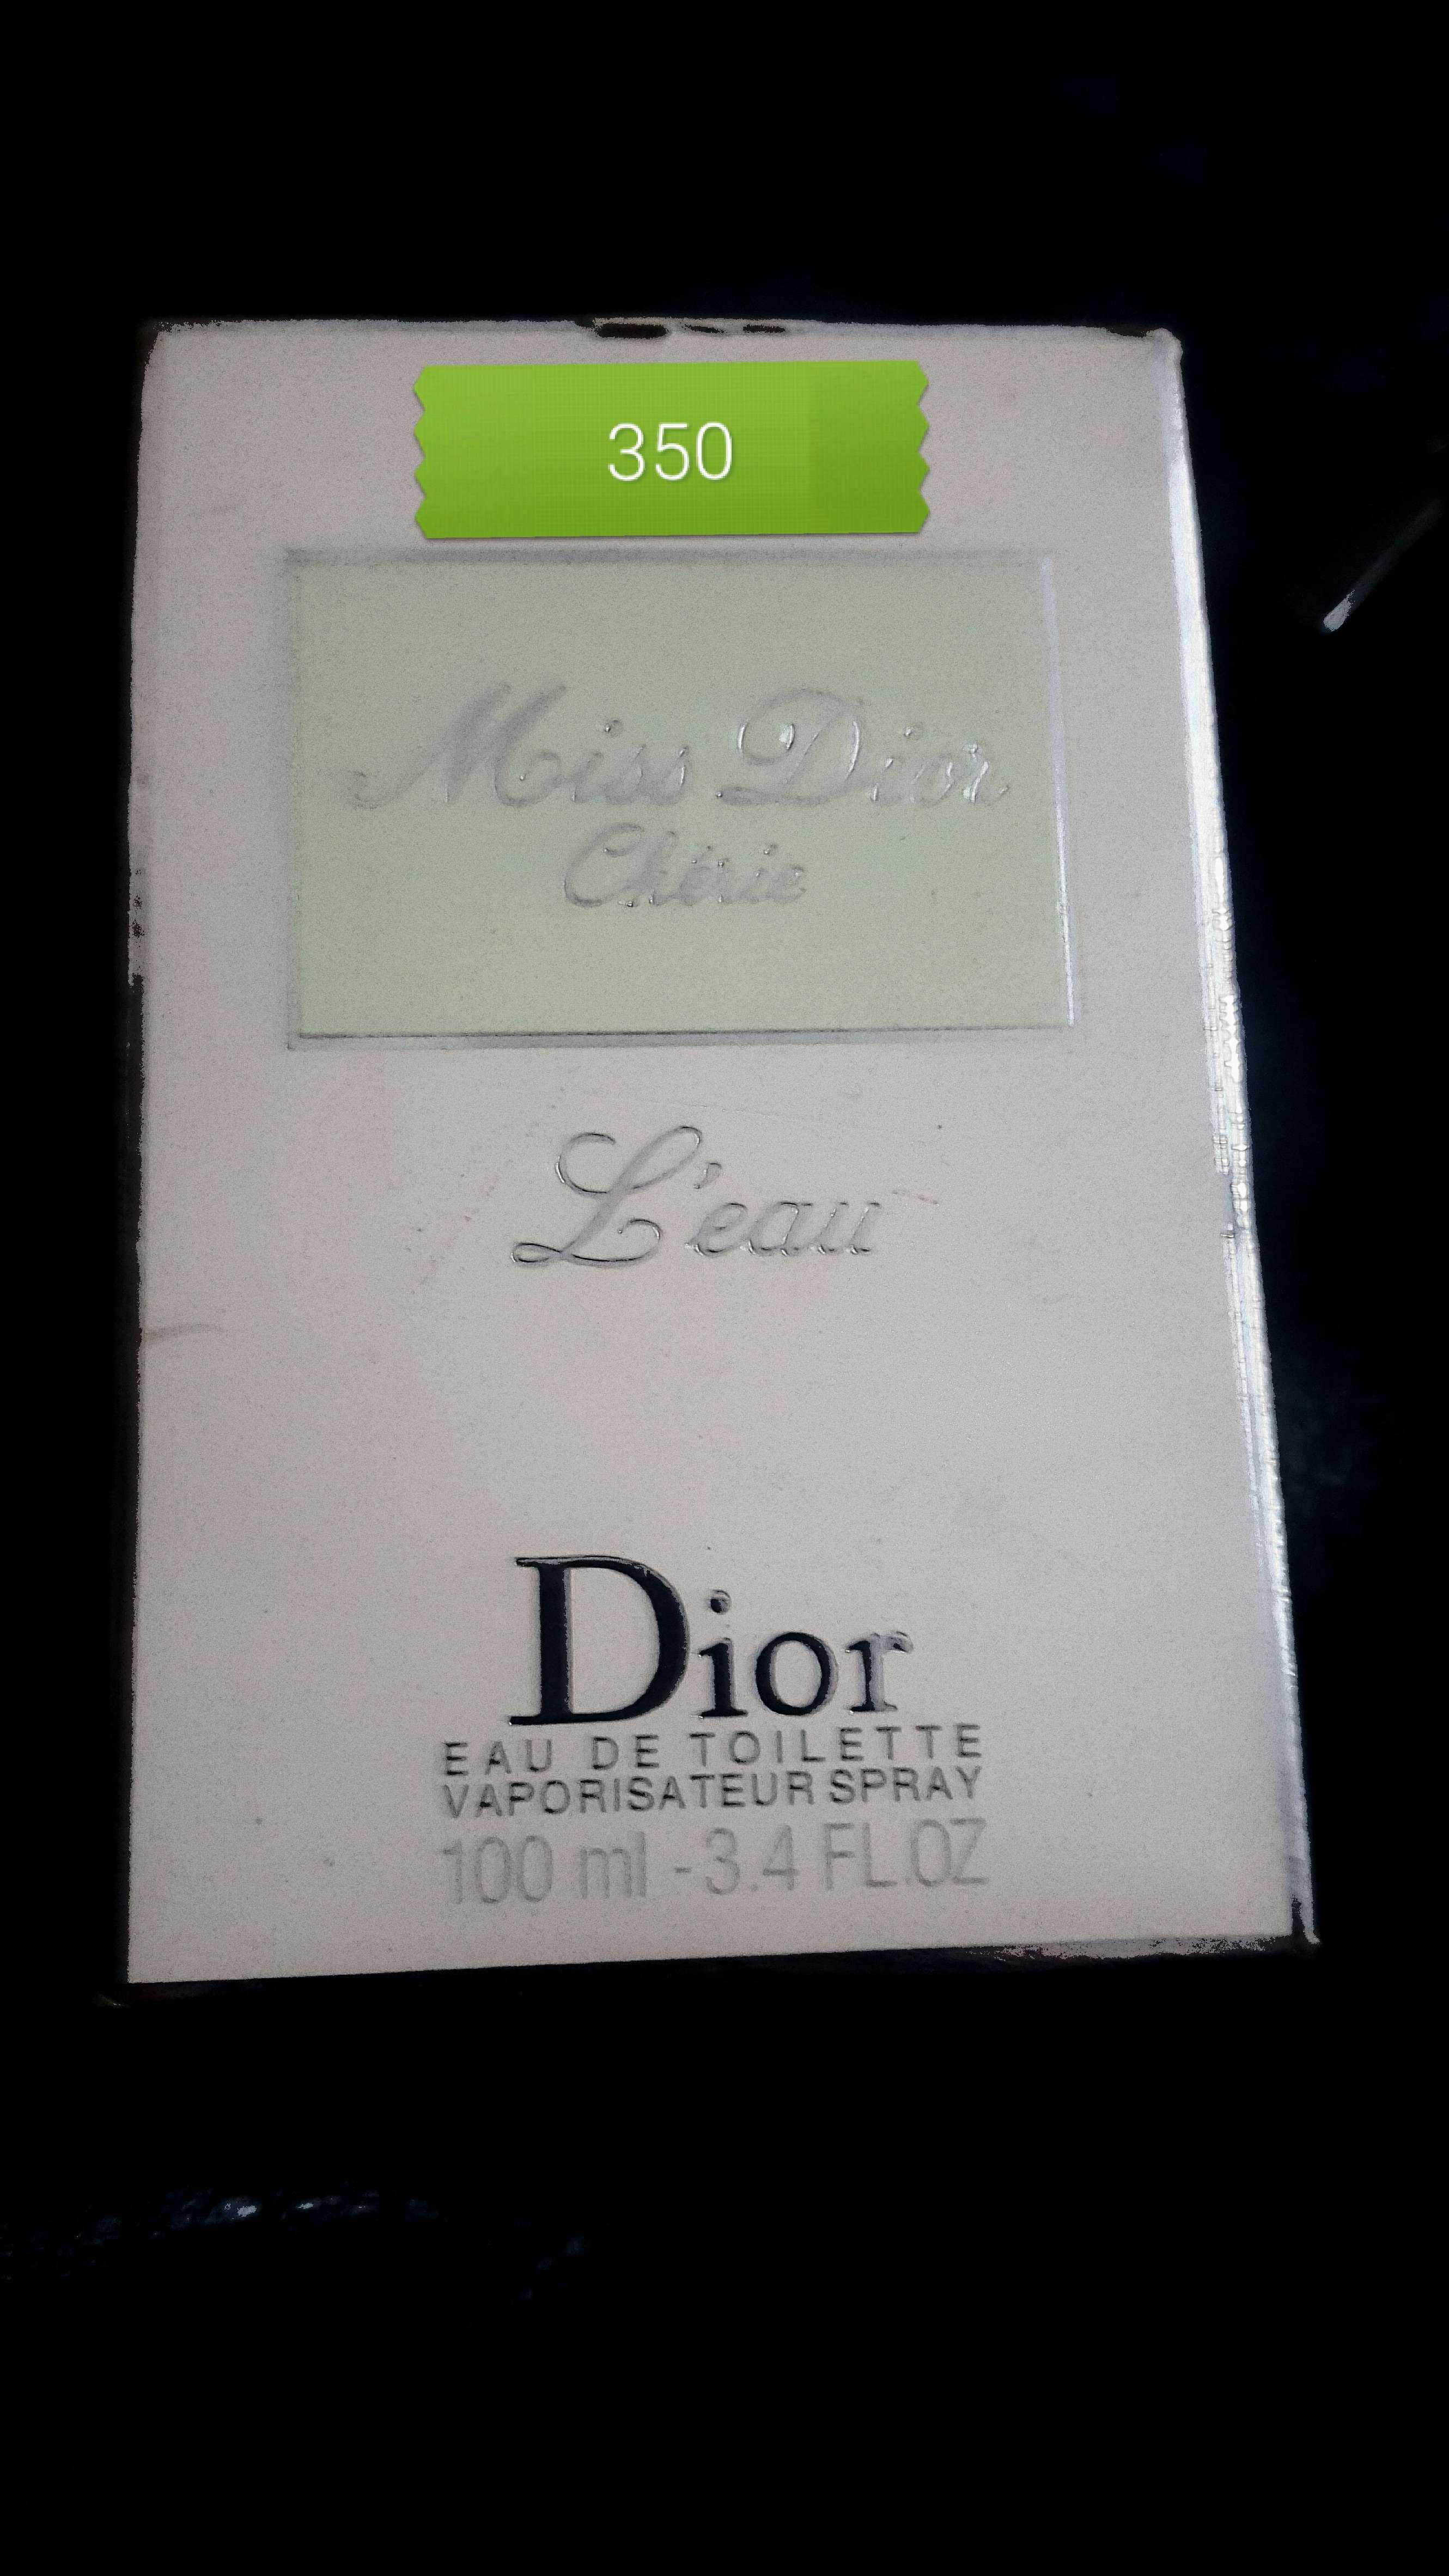 350
Miss Dior
Chérie
L'eau
Dior
EAU DE TOILETTE
VAPORISATEUR SPRAY
100 ml - 3.4 FL.OZ